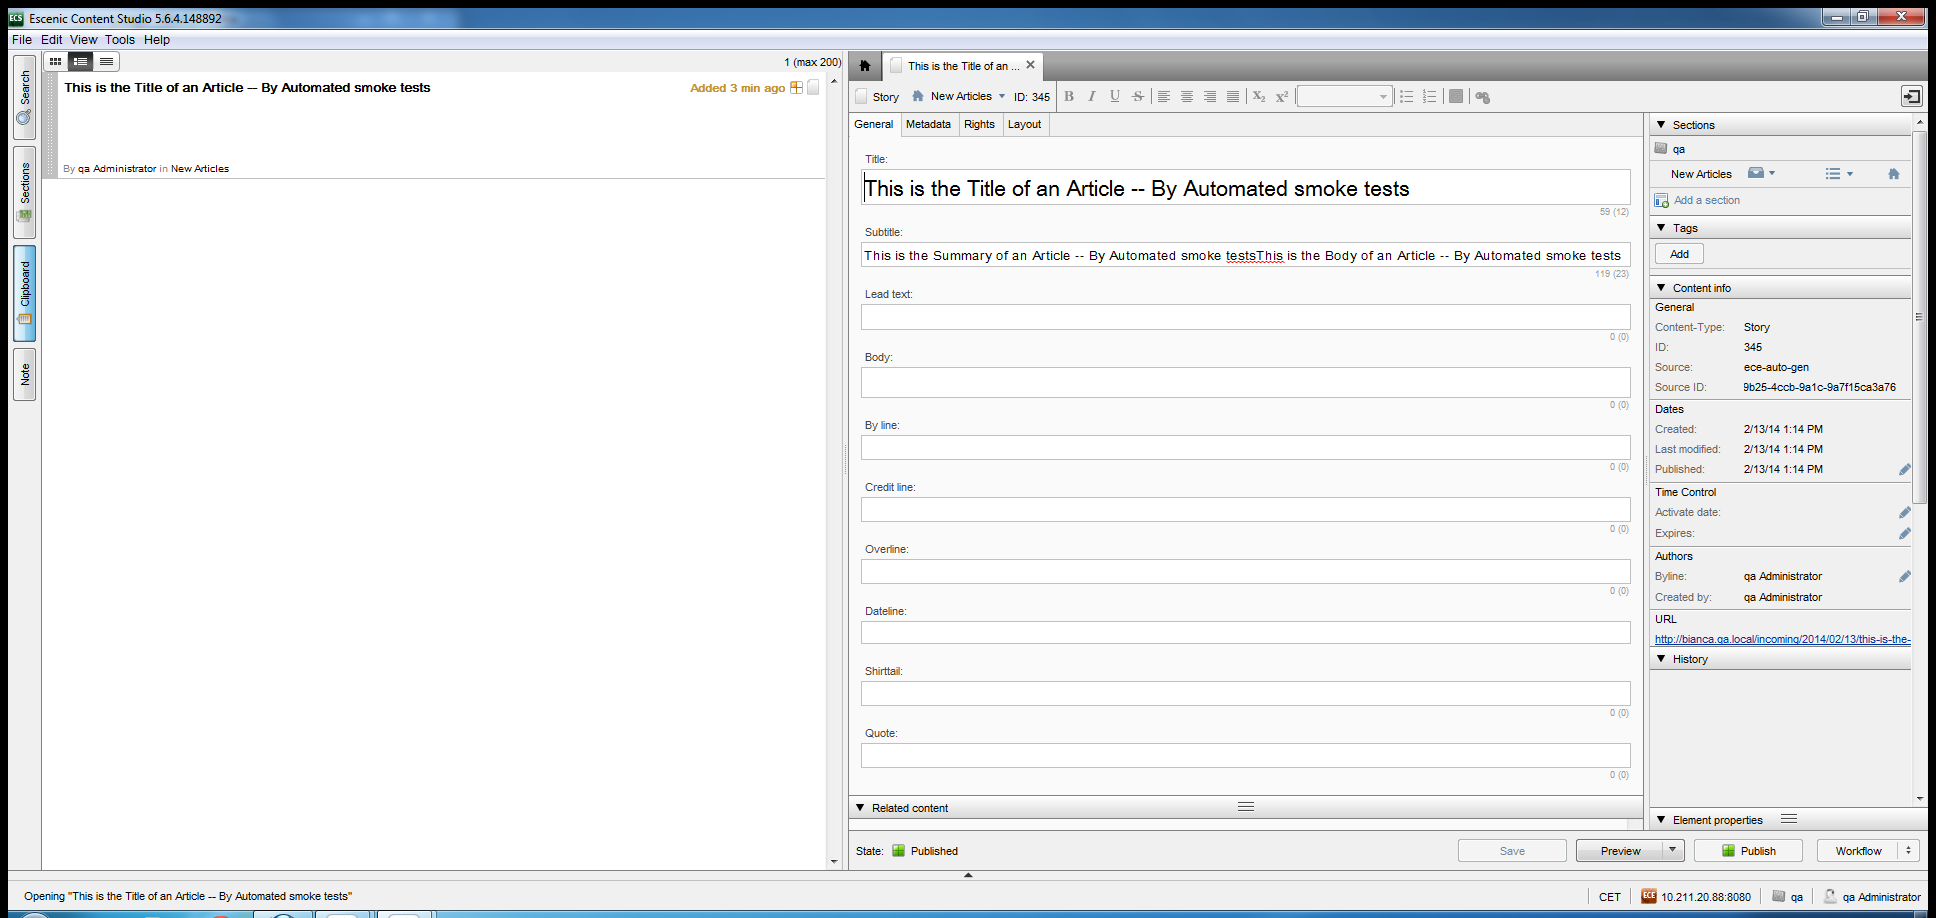 Escenic Content Studio 5.6.4.148892
File Edit View Tools Help
Search
Sections
Clipboard
Note
1 (max 200)
This is the Title of an Article -- By Automated smoke tests
Added 3 min ago
By qa Administrator in New Articles
This is the Title of an ...
Story New Articles ID: 345 B I U S X2 X2
General Metadata Rights Layout
Title:
This is the Title of an Article -- By Automated smoke tests
59 (12)
Subtitle:
This is the Summary of an Article -- By Automated smoke testsThis is the Body of an Article -- By Automated smoke tests
119 (23)
Lead text:
0 (0)
Body:
0 (0)
By line:
0 (0)
Credit line:
0 (0)
Overline:
0 (0)
Dateline:
Shirttail:
0 (0)
Quote:
0 (0)
Related content
State: Published
Save Preview Publish Workflow
Sections
qa
New Articles
Add a section
Tags
Add
Content info
General
Content-Type: Story
ID: 345
Source: ece-auto-gen
Source ID: 9b25-4ccb-9a1c-9a7f15ca3a76
Dates
Created: 2/13/14 1:14 PM
Last modified: 2/13/14 1:14 PM
Published: 2/13/14 1:14 PM
Time Control
Activate date:
Expires:
Authors
Byline: qa Administrator
Created by: qa Administrator
URL
http://bianca.qa.local/incoming/2014/02/13/this-is-the-
History
Element properties
Opening "This is the Title of an Article -- By Automated smoke tests"
CET ECE 10.211.20.88:8080 qa qa Administrator